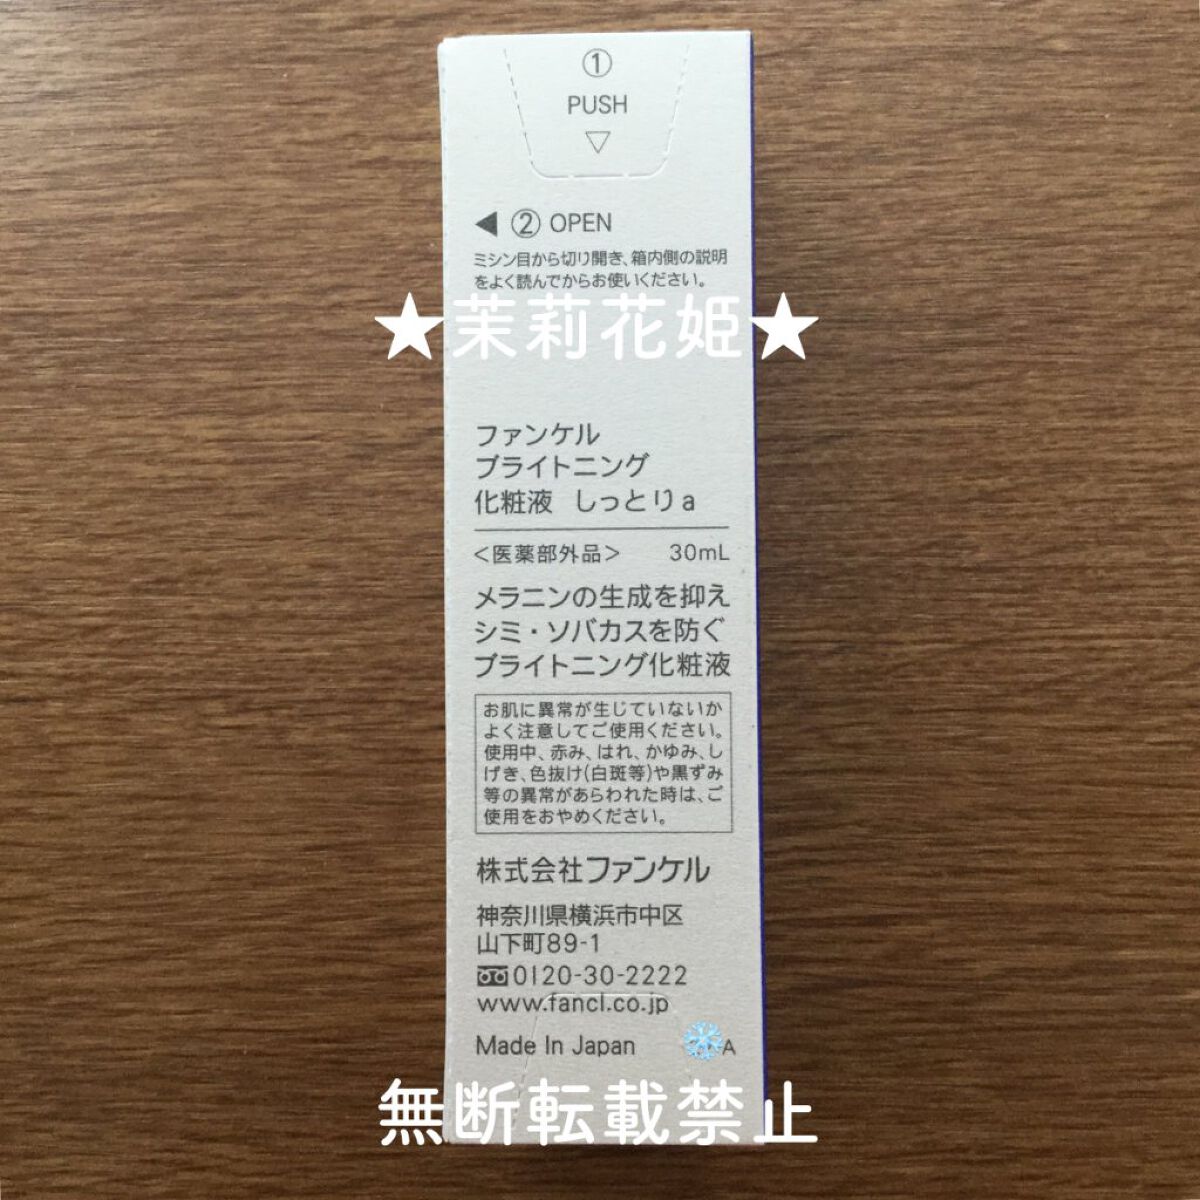 ①
PUSH
▽
◀ ② OPEN
ミシン目から切り開き、箱内側の説明
をよく読んでからお使いください。
★茉莉花姫★
ファンケル
ブライトニング
化粧液 しっとりa
<医薬部外品> 30mL
メラニンの生成を抑え
シミ・ソバカスを防ぐ
ブライトニング化粧液
お肌に異常が生じていないか
よく注意してご使用ください。
使用中、赤み、はれ、かゆみ、し
げき、色抜け(白斑等)や黒ずみ
等の異常があらわれた時は、ご
使用をおやめください。
株式会社ファンケル
神奈川県横浜市中区
山下町89-1
0120-30-2222
www.fancl.co.jp
Made In Japan A
無断転載禁止